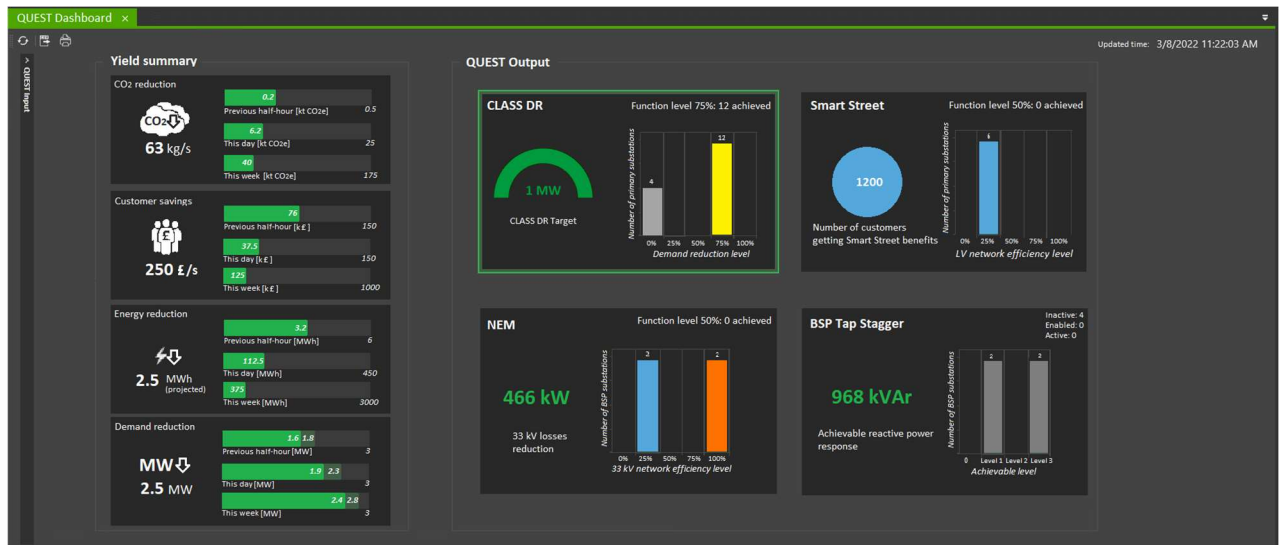 QUEST Dashboard ×
Updated time: 3/8/2022 11:22:03 AM
> QUEST Input
Yield summary
CO2 reduction
CO2
63 kg/s
0.2
Previous half-hour [kt CO2e] 0.5
6.2
This day [kt CO2e] 25
40
This week [kt CO2e] 175
Customer savings
£
250 £/s
76
Previous half-hour [k£] 150
37.5
This day [k£] 150
125
This week [k£] 1000
Energy reduction
2.5 MWh
(projected)
3.2
Previous half-hour [MWh] 6
112.5
This day [MWh] 450
375
This week [MWh] 3000
Demand reduction
MW
2.5 MW
1.6 1.8
Previous half-hour [MW] 3
1.9 2.3
This day [MW] 3
2.4 2.8
This week [MW] 3
QUEST Output
CLASS DR
Function level 75%: 12 achieved
1 MW
CLASS DR Target
Number of primary substations
4
12
0% 25% 50% 75% 100%
Demand reduction level
Smart Street
Function level 50%: 0 achieved
1200
Number of customers
getting Smart Street benefits
Number of primary substations
0% 25% 50% 75% 100%
LV network efficiency level
NEM
Function level 50%: 0 achieved
466 kW
33 kV losses
reduction
Number of BSP substations
2
2
0% 25% 50% 75% 100%
33 kV network efficiency level
BSP Tap Stagger
Inactive: 4
Enabled: 0
Active: 0
968 kVAr
Achievable reactive power
response
Number of BSP substations
2
2
0 Level 1 Level 2 Level 3
Achievable level